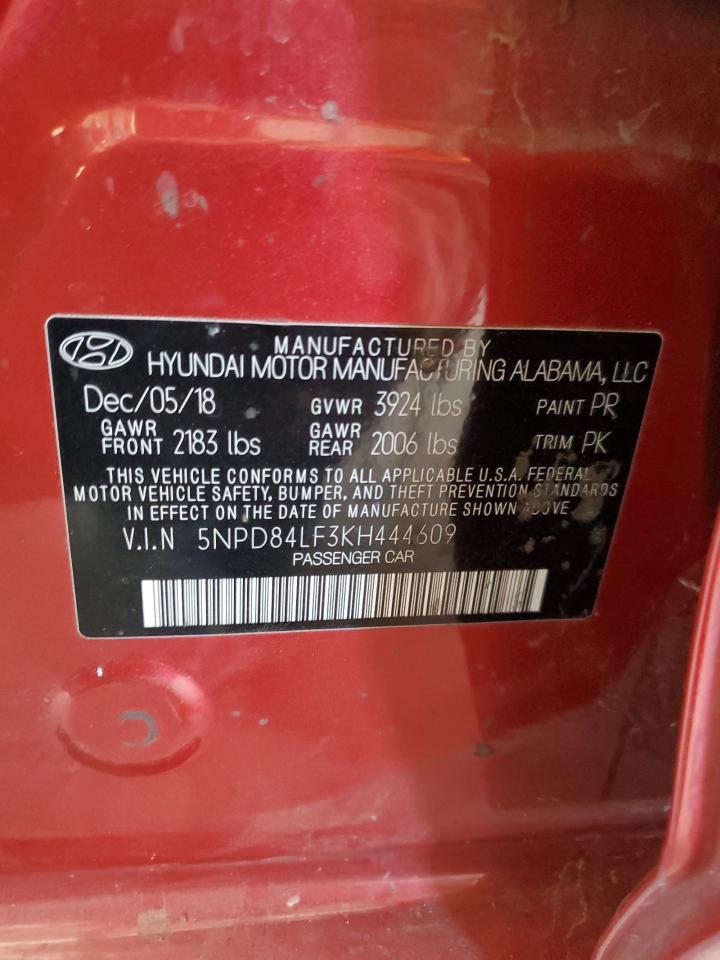 MANUFACTURED BY
HYUNDAI MOTOR MANUFACTURING ALABAMA, LLC
Dec/05/18 GVWR 3924 lbs PAINT PR
GAWR FRONT 2183 lbs GAWR REAR 2006 lbs TRIM PK
THIS VEHICLE CONFORMS TO ALL APPLICABLE U.S.A. FEDERAL
MOTOR VEHICLE SAFETY, BUMPER, AND THEFT PREVENTION STANDARDS
IN EFFECT ON THE DATE OF MANUFACTURE SHOWN ABOVE
V.I.N 5NPD84LF3KH444609
PASSENGER CAR